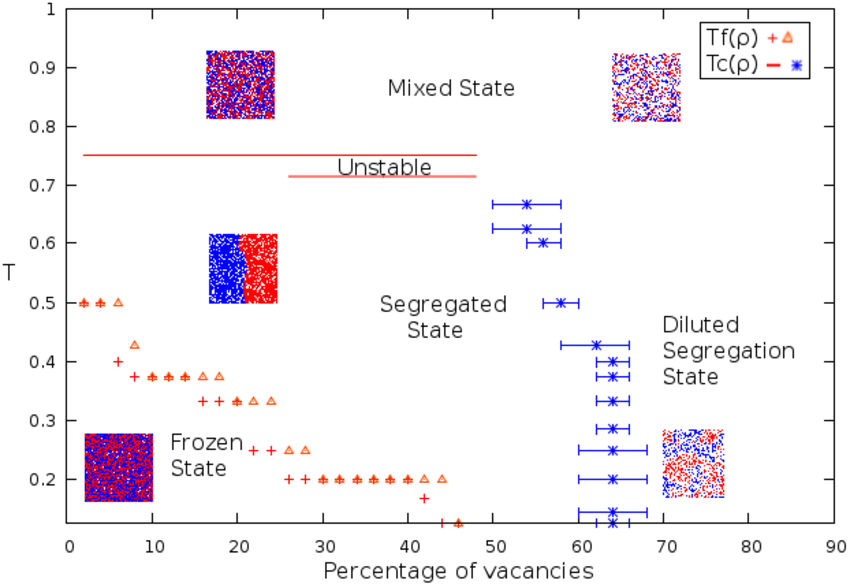 1
0.9
0.8
0.7
0.6
0.5
0.4
0.3
0.2
T
Tf(ρ)
Tc(ρ)
Mixed State
Unstable
Segregated
State
Diluted
Segregation
State
Frozen
State
0 10 20 30 40 50 60 70 80 90
Percentage of vacancies